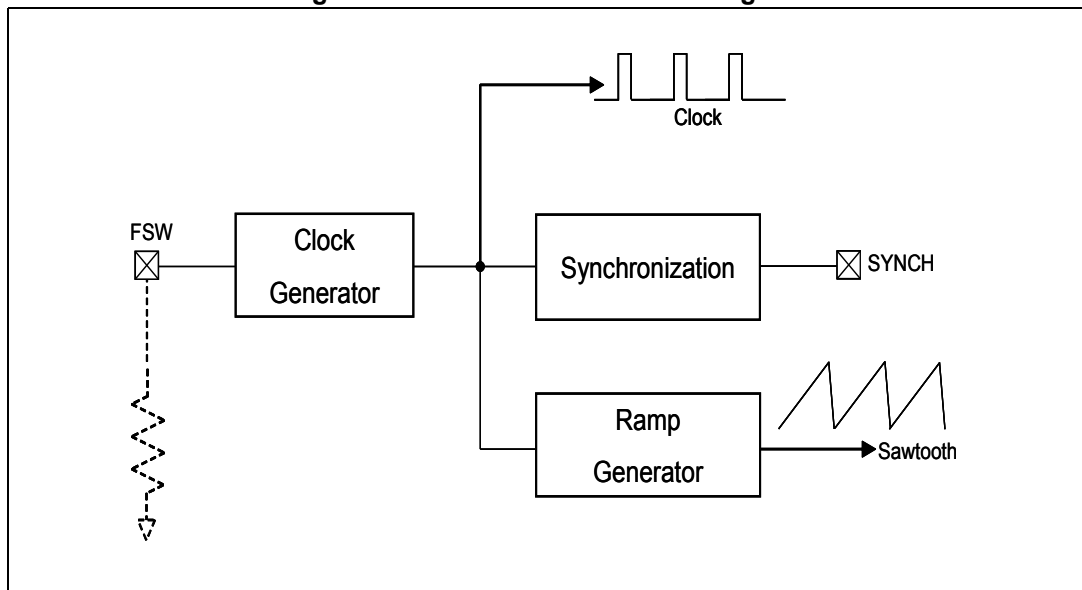 Clock
FSW
Clock
Generator
Synchronization
SYNCH
Ramp
Generator
Sawtooth